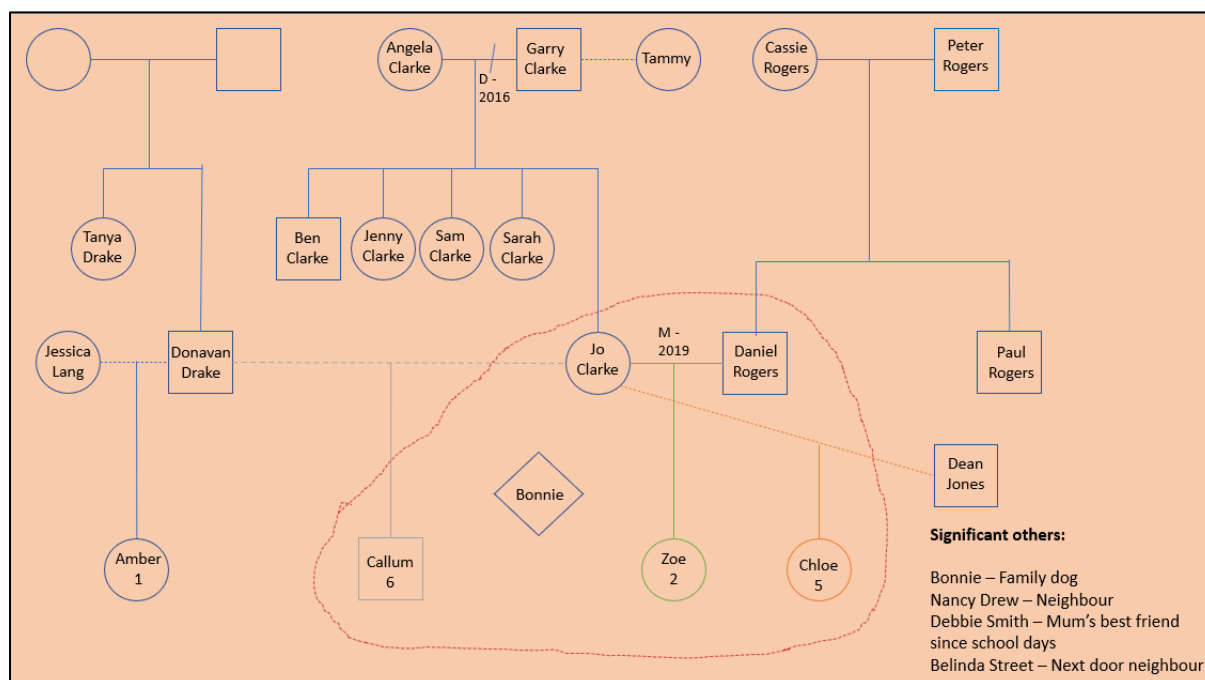 Angela
Clarke
D -
2016
Garry
Clarke
Tammy
Cassie
Rogers
Peter
Rogers
Tanya
Drake
Ben
Clarke
Jenny
Clarke
Sam
Clarke
Sarah
Clarke
Jessica
Lang
Donavan
Drake
Jo
Clarke
M -
2019
Daniel
Rogers
Paul
Rogers
Dean
Jones
Bonnie
Amber
1
Callum
6
Zoe
2
Chloe
5
Significant others:
Bonnie – Family dog
Nancy Drew – Neighbour
Debbie Smith – Mum's best friend
since school days
Belinda Street – Next door neighbour